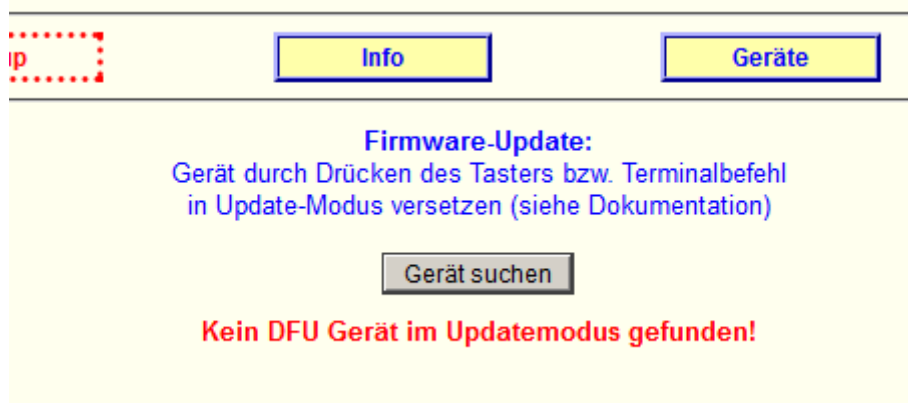 Info
Geräte
Firmware-Update:
Gerät durch Drücken des Tasters bzw. Terminalbefehl
in Update-Modus versetzen (siehe Dokumentation)
Gerät suchen
Kein DFU Gerät im Updatemodus gefunden!